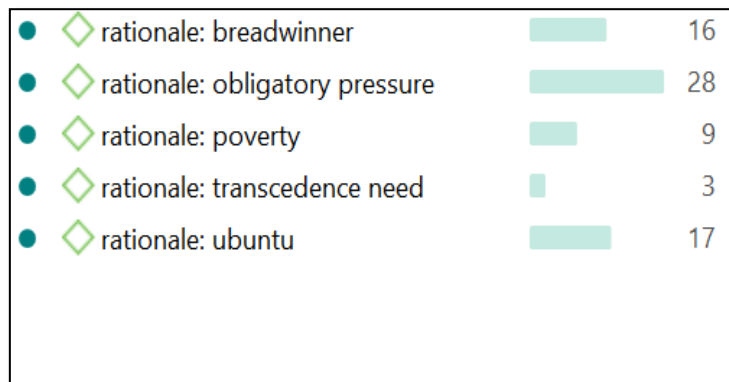 rationale: breadwinner 16
rationale: obligatory pressure 28
rationale: poverty 9
rationale: transcedence need 3
rationale: ubuntu 17